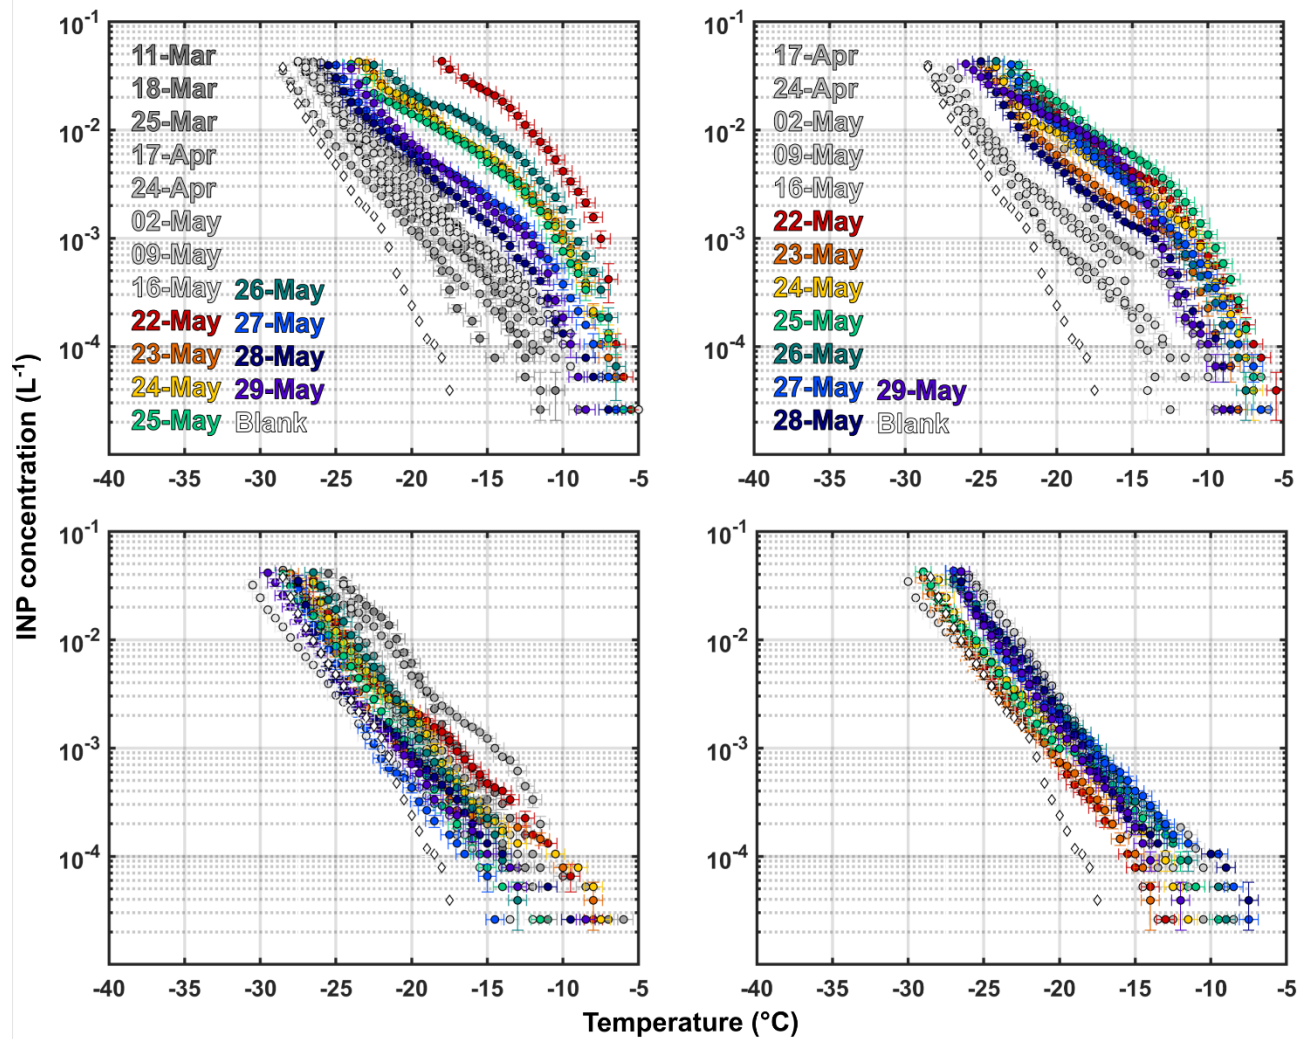 INP concentration (L-1)
10-1
10-2
10-3
10-4
11-Mar
18-Mar
25-Mar
17-Apr
24-Apr
02-May
09-May
16-May
22-May
23-May
24-May
25-May
26-May
27-May
28-May
29-May
Blank
-40 -35 -30 -25 -20 -15 -10 -5
10-1
10-2
10-3
10-4
17-Apr
24-Apr
02-May
09-May
16-May
22-May
23-May
24-May
25-May
26-May
27-May
28-May
29-May
Blank
-40 -35 -30 -25 -20 -15 -10 -5
10-1
10-2
10-3
10-4
-40 -35 -30 -25 -20 -15 -10 -5
10-1
10-2
10-3
10-4
-40 -35 -30 -25 -20 -15 -10 -5
Temperature (°C)